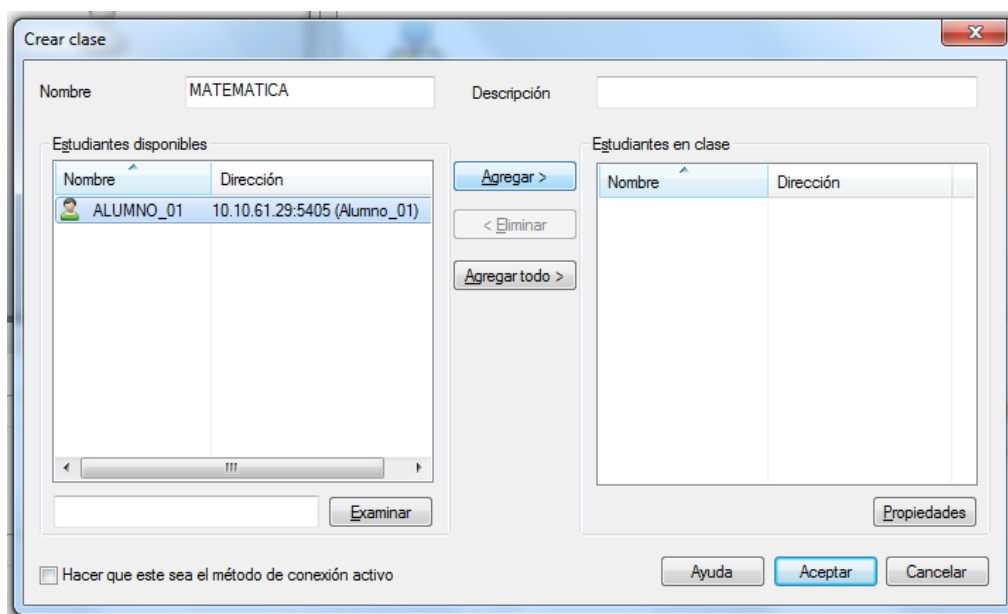 Crear clase
Nombre
MATEMATICA
Descripción
Estudiantes disponibles
Nombre
Dirección
ALUMNO_01
10.10.61.29:5405 (Alumno_01)
Examinar
Agregar >
< Eliminar
Agregar todo >
Estudiantes en clase
Nombre
Dirección
Propiedades
Hacer que este sea el método de conexión activo
Ayuda
Aceptar
Cancelar